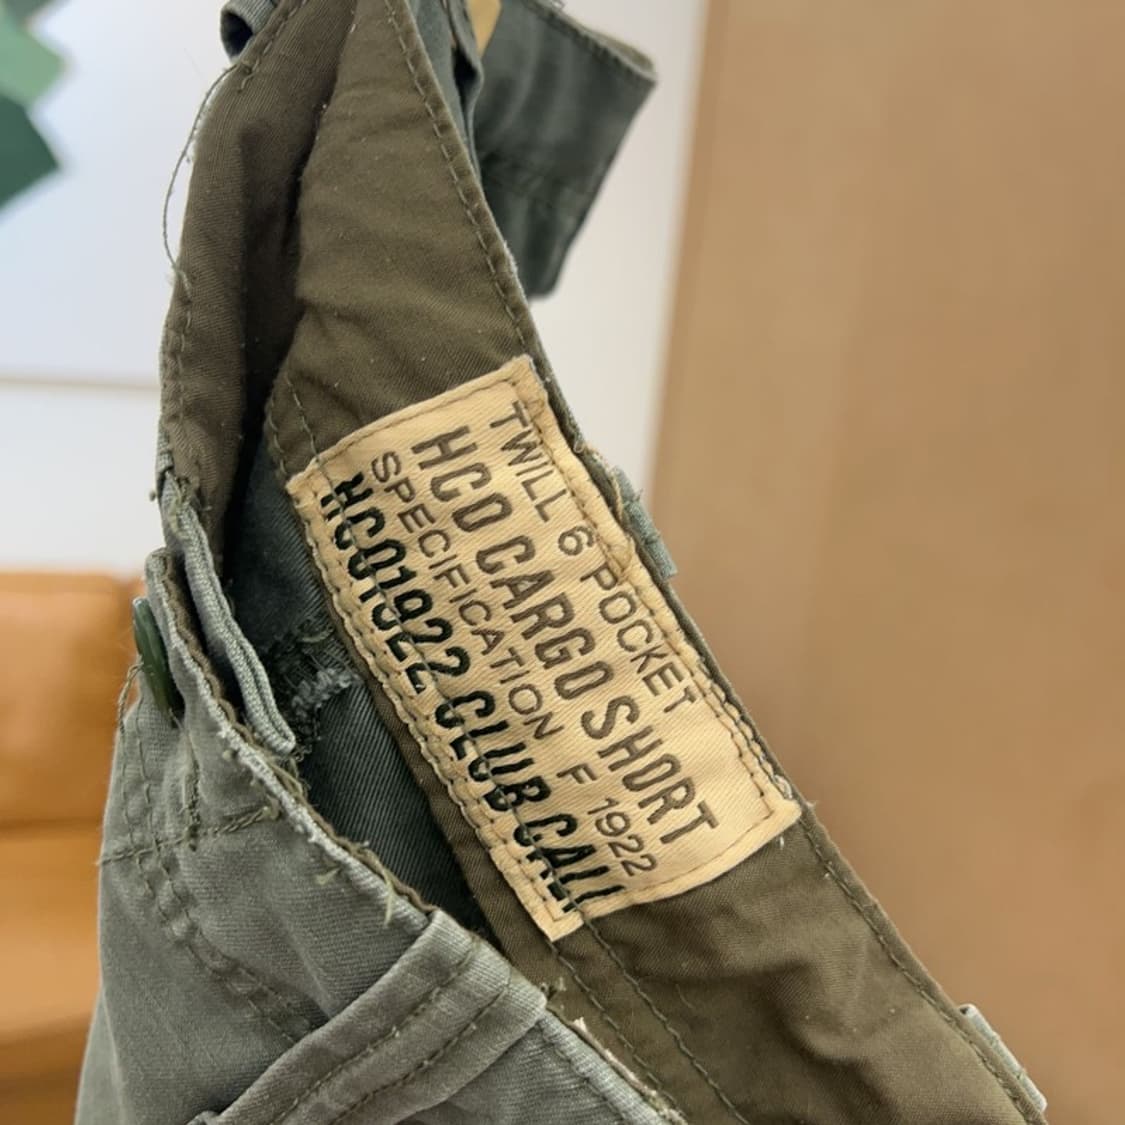 TWILL 6 POCKET
HCO CARGO SHORT
SPECIFICATION F 1922
HCO1922 CLUB CALI